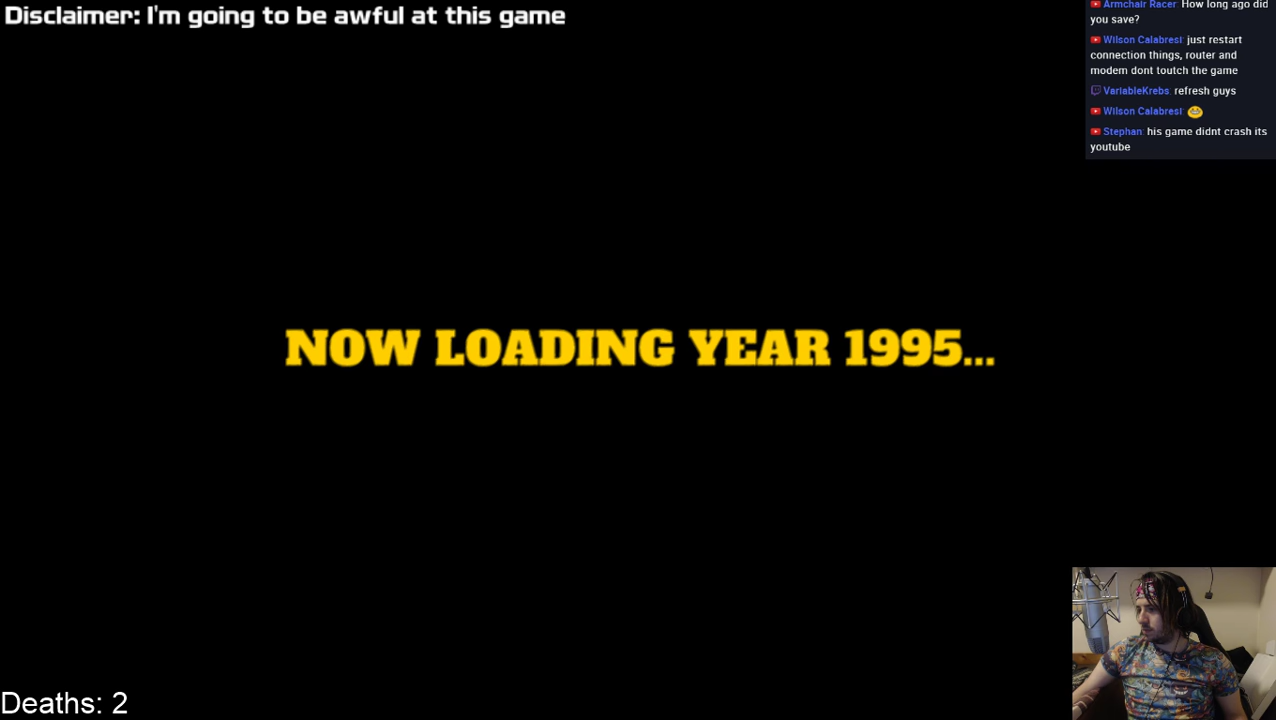 Disclaimer: I'm going to be awful at this game
Armchair Racer: How long ago did
you save?
Wilson Calabresi: just restart
connection things, router and
modem dont toutch the game
VariableKrebs: refresh guys
Wilson Calabresi:
Stephan: his game didnt crash its
youtube
NOW LOADING YEAR 1995...
Deaths: 2